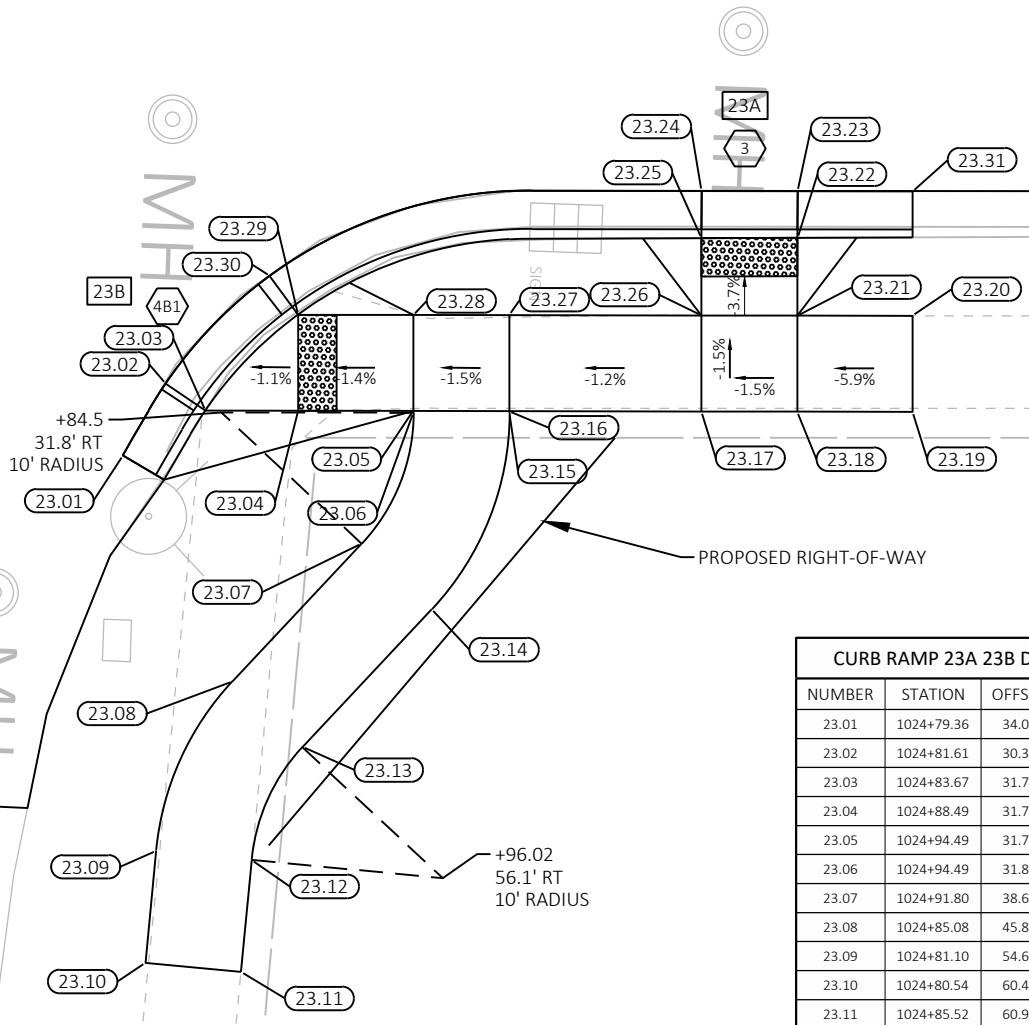 23A
23.24
23.23
MH
3
23.25
23.22
23.31
MH
23.29
SIGN
23.30
23B
4B1
23.28
23.27
23.26
-3.7%
23.21
23.20
23.03
23.02
-1.1%
-1.4%
-1.5%
-1.2%
-1.5%
-1.5%
-5.9%
+84.5
31.8' RT
10' RADIUS
23.16
23.05
23.15
23.17
23.18
23.19
23.01
23.04
23.06
PROPOSED RIGHT-OF-WAY
23.07
23.14
MH
23.08
23.13
+96.02
56.1' RT
10' RADIUS
23.09
23.12
23.10
23.11
CURB RAMP 23A 23B D
NUMBER STATION OFFS
23.01 1024+79.36 34.0
23.02 1024+81.61 30.3
23.03 1024+83.67 31.7
23.04 1024+88.49 31.7
23.05 1024+94.49 31.7
23.06 1024+94.49 31.8
23.07 1024+91.80 38.6
23.08 1024+85.08 45.8
23.09 1024+81.10 54.6
23.10 1024+80.54 60.4
23.11 1024+85.52 60.9